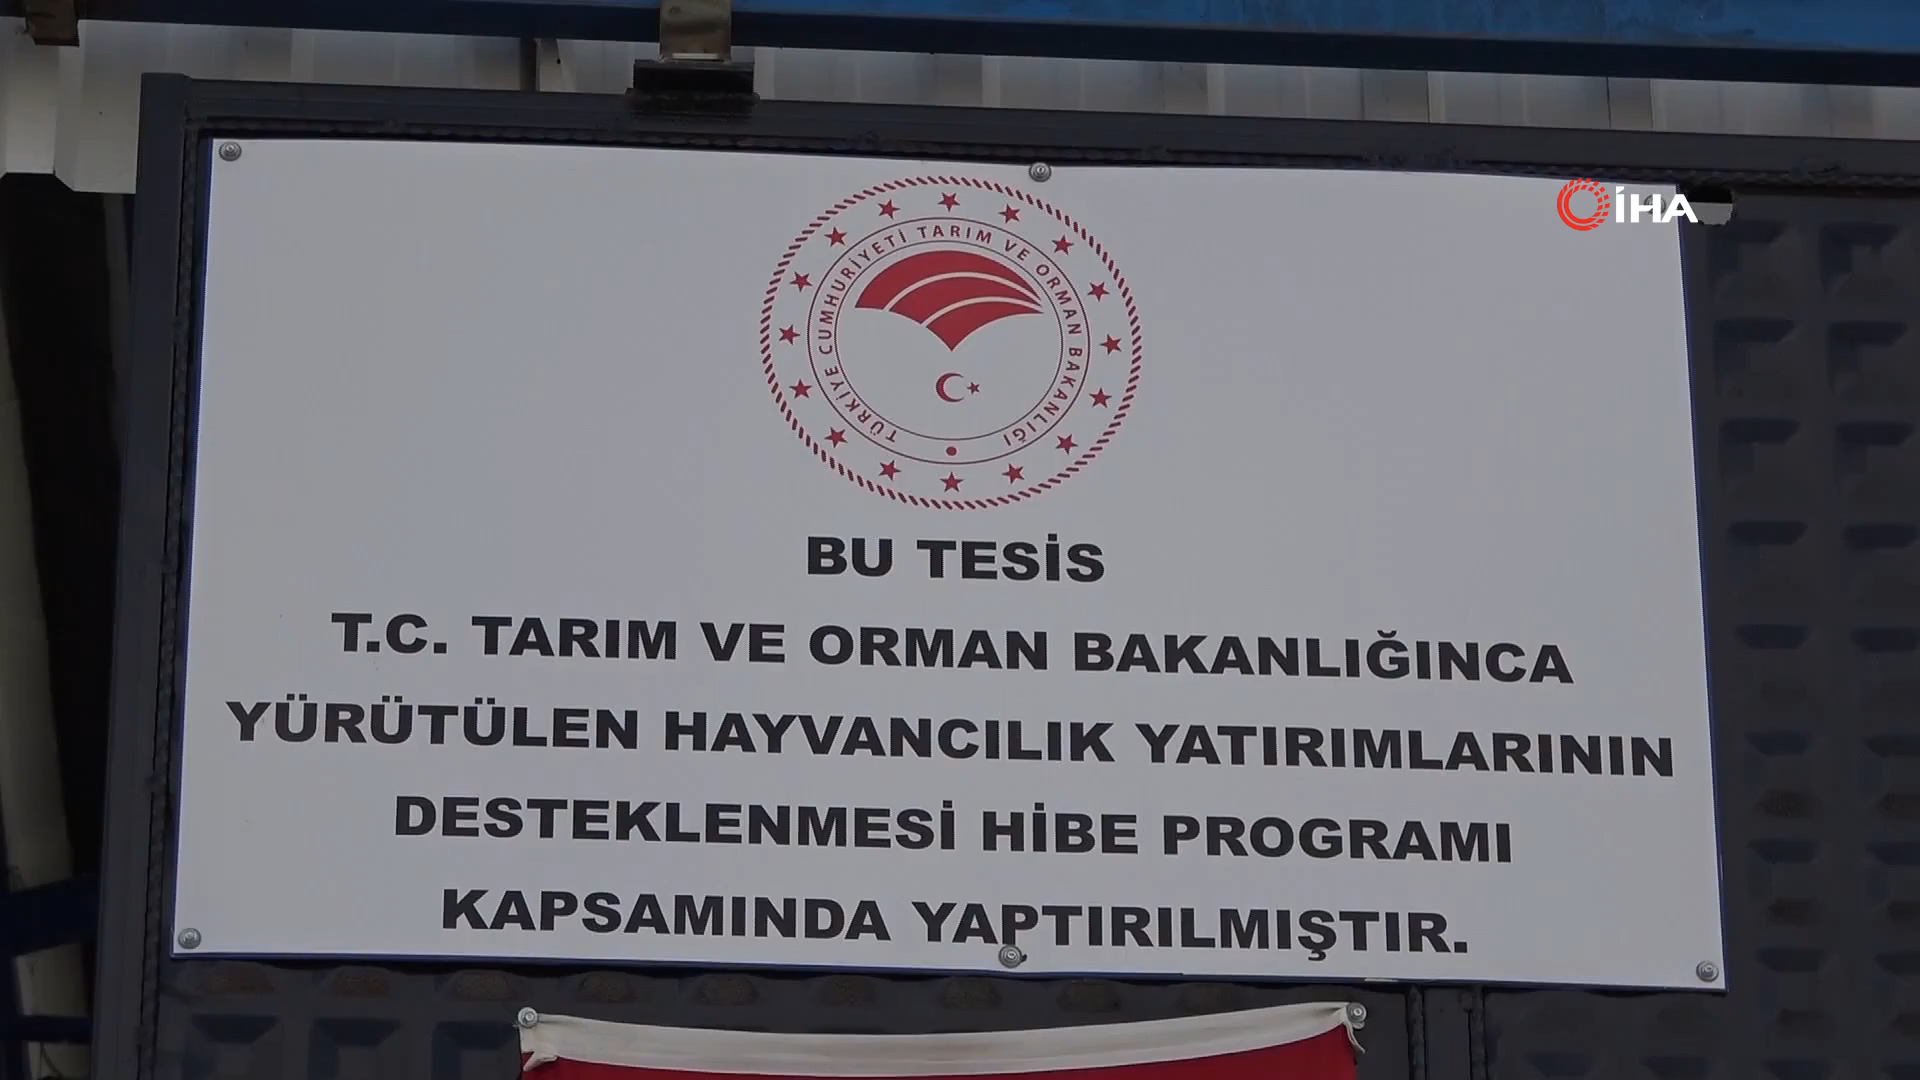 İHA
TÜRKİYE CUMHURİYETİ TARIM VE ORMAN BAKANLIĞI
BU TESİS
T.C. TARIM VE ORMAN BAKANLIĞINCA
YÜRÜTÜLEN HAYVANCILIK YATIRIMLARININ
DESTEKLENMESİ HİBE PROGRAMI
KAPSAMINDA YAPTIRILMIŞTIR.